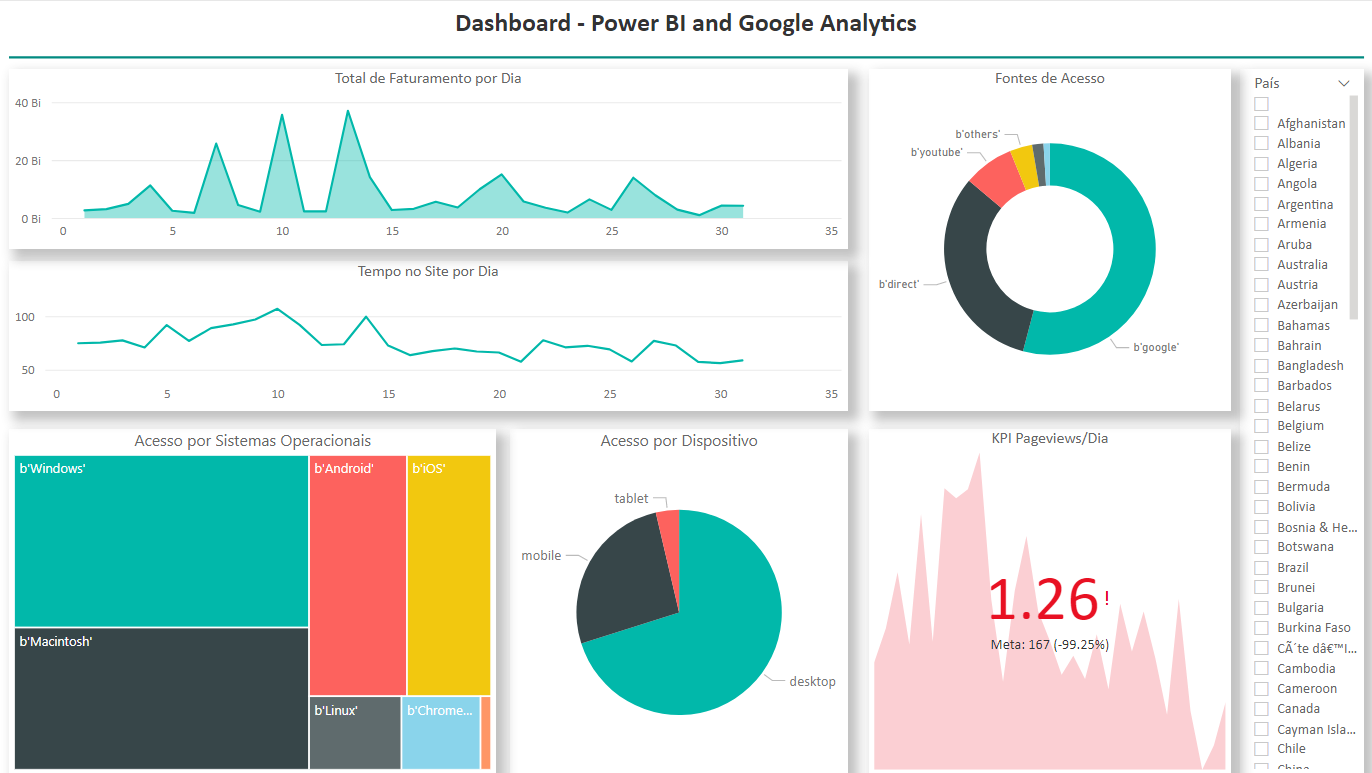 Dashboard - Power BI and Google Analytics
Total de Faturamento por Dia
40 Bi
20 Bi
0 Bi
0 5 10 15 20 25 30 35
Tempo no Site por Dia
100
50
0 5 10 15 20 25 30 35
Fontes de Acesso
b'others'
b'youtube'
b'direct'
b'google'
País
Afghanistan
Albania
Algeria
Angola
Argentina
Armenia
Aruba
Australia
Austria
Azerbaijan
Bahamas
Bahrain
Bangladesh
Barbados
Belarus
Belgium
Belize
Benin
Bermuda
Bolivia
Bosnia & He...
Botswana
Brazil
Brunei
Bulgaria
Burkina Faso
CÃ´te dâ€™I...
Cambodia
Cameroon
Canada
Cayman Isla...
Chile
China
Acesso por Sistemas Operacionais
b'Windows'
b'Android'
b'iOS'
b'Macintosh'
b'Linux'
b'Chrome...
Acesso por Dispositivo
tablet
mobile
desktop
KPI Pageviews/Dia
1.26!
Meta: 167 (-99.25%)